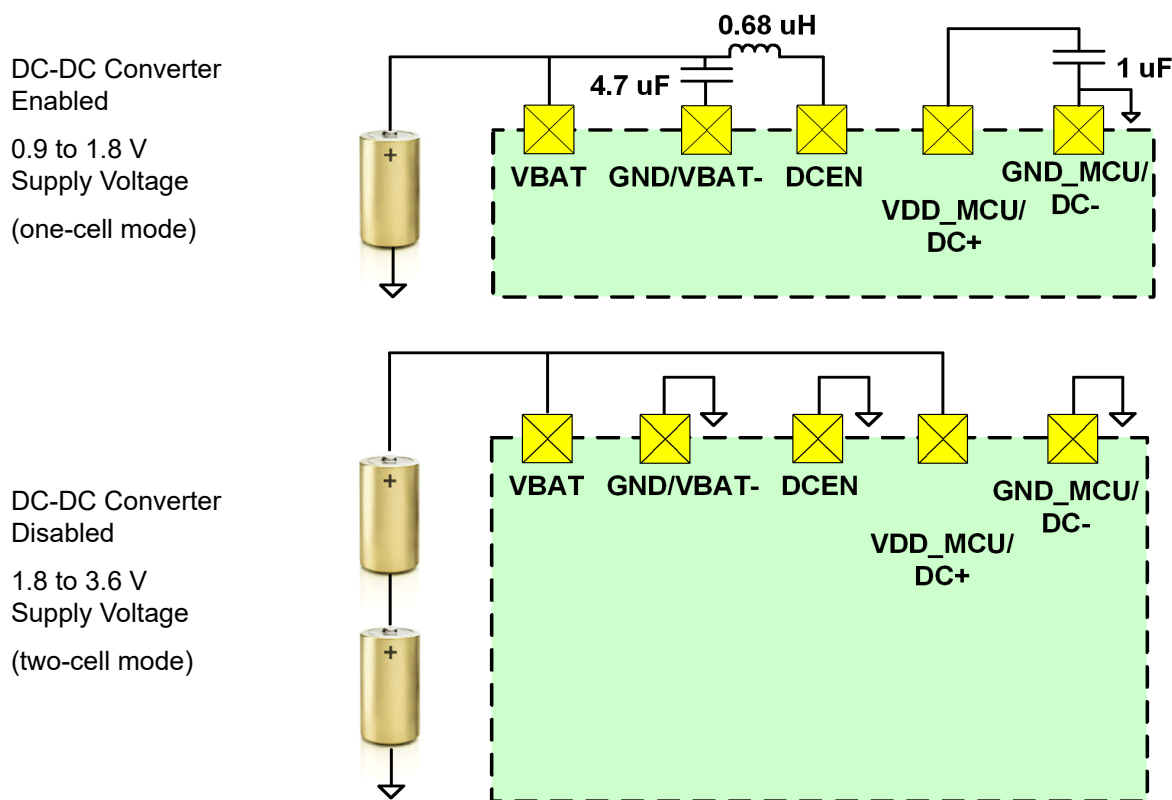 DC-DC Converter
Enabled
0.9 to 1.8 V
Supply Voltage
(one-cell mode)
0.68 uH
4.7 uF
1 uF
+
VBAT
GND/VBAT-
DCEN
VDD_MCU/
DC+
GND_MCU/
DC-
DC-DC Converter
Disabled
1.8 to 3.6 V
Supply Voltage
(two-cell mode)
+
+
VBAT
GND/VBAT-
DCEN
VDD_MCU/
DC+
GND_MCU/
DC-